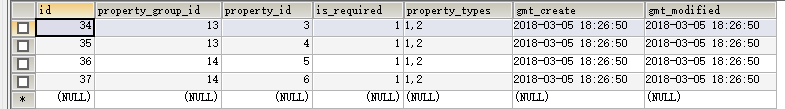 id property_group_id property_id is_required property_types gmt_create gmt_modified
34 13 3 1 1,2 2018-03-05 18:26:50 2018-03-05 18:26:50
35 13 4 1 1,2 2018-03-05 18:26:50 2018-03-05 18:26:50
36 14 5 1 1,2 2018-03-05 18:26:50 2018-03-05 18:26:50
37 14 6 1 1,2 2018-03-05 18:26:50 2018-03-05 18:26:50
* (NULL) (NULL) (NULL) (NULL) (NULL) (NULL) (NULL)